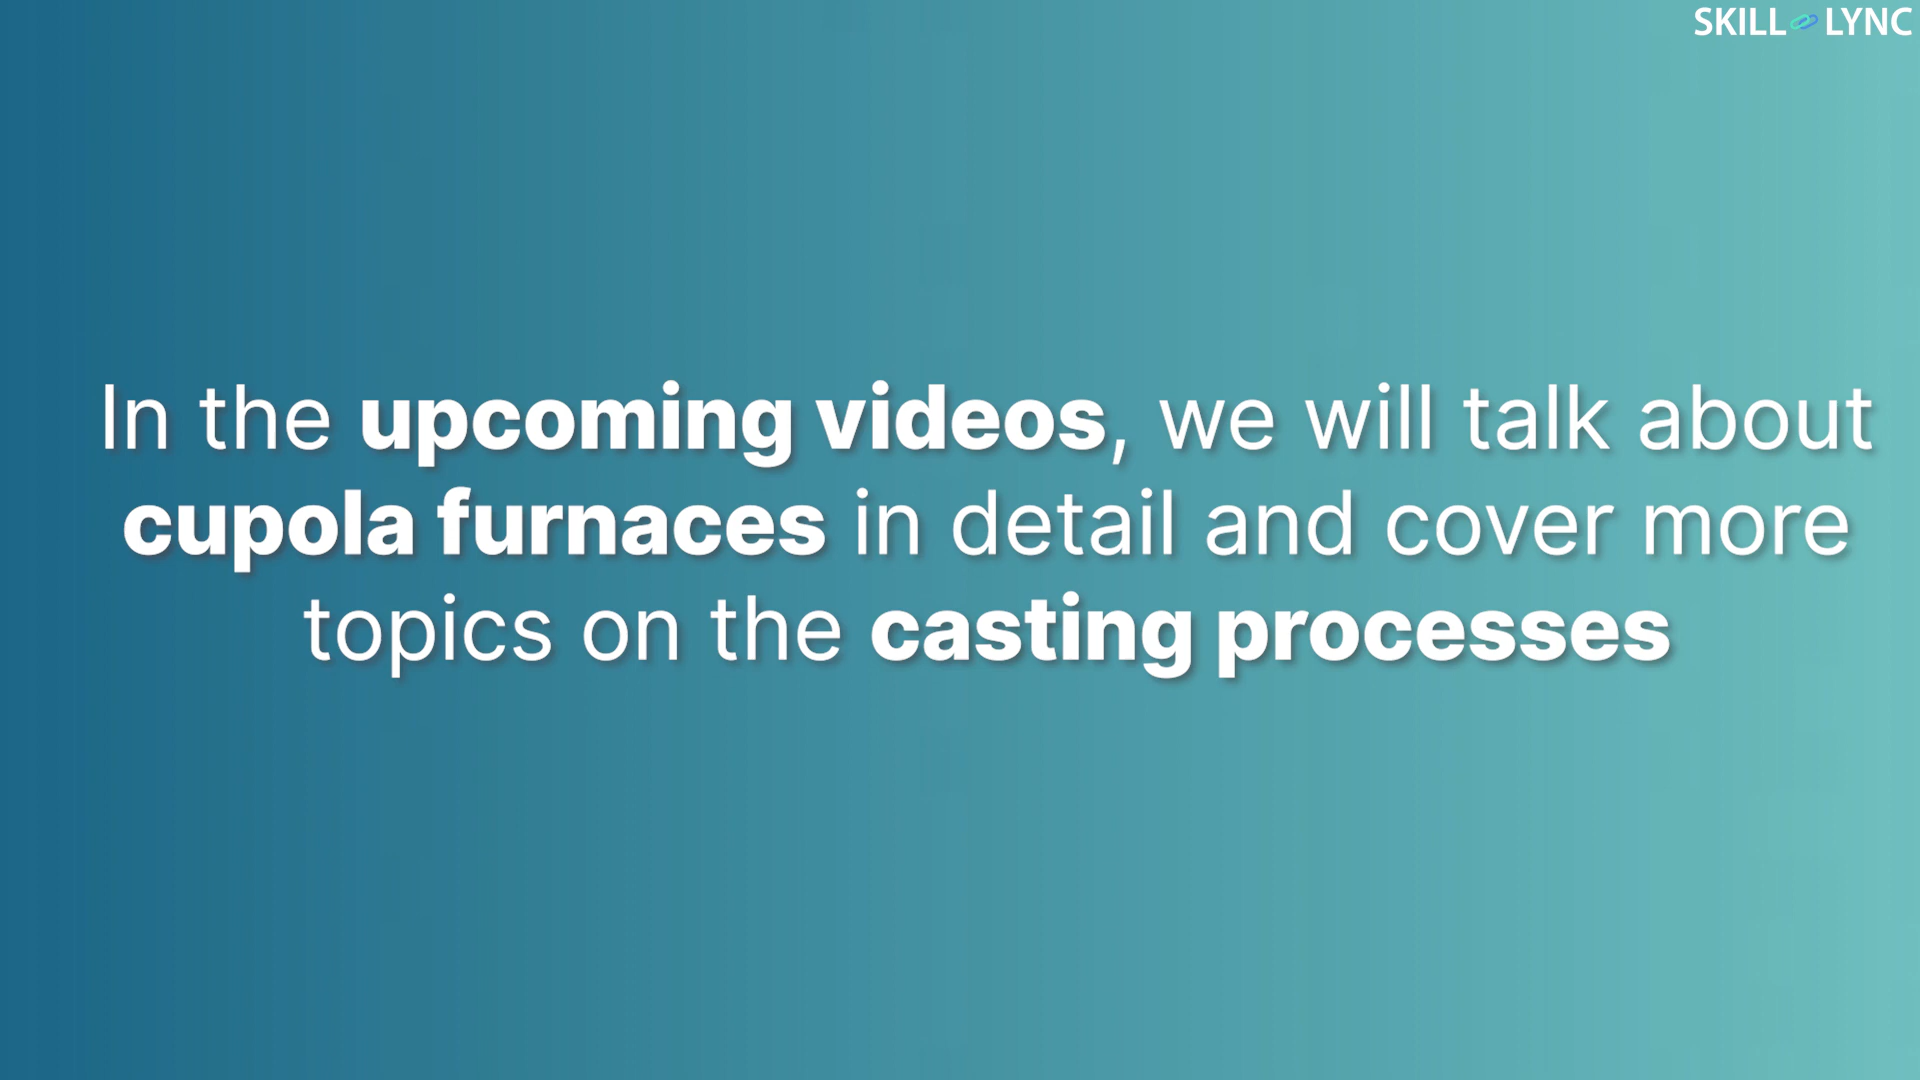 SKILL LYNC
In the upcoming videos, we will talk about
cupola furnaces in detail and cover more
topics on the casting processes